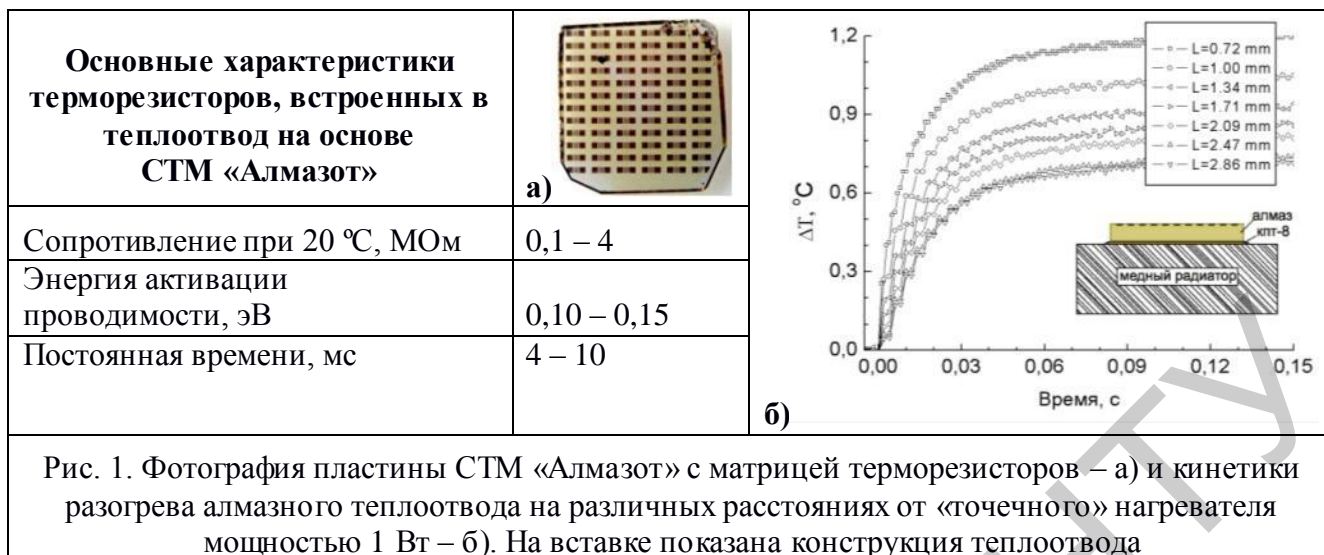 Основные характеристики
терморезисторов, встроенных в
теплоотвод на основе
СТМ «Алмазот»
а)
Сопротивление при 20 ºС, МОм
0,1 – 4
Энергия активации
проводимости, эВ
0,10 – 0,15
Постоянная времени, мс
4 – 10
1,2
0,9
0,6
0,3
0,0
ΔT, °C
L=0.72 mm
L=1.00 mm
L=1.34 mm
L=1.71 mm
L=2.09 mm
L=2.47 mm
L=2.86 mm
алмаз
кпт-8
медный радиатор
0,00 0,03 0,06 0,09 0,12 0,15
Время, с
б)
Рис. 1. Фотография пластины СТМ «Алмазот» с матрицей терморезисторов – а) и кинетики
разогрева алмазного теплоотвода на различных расстояниях от «точечного» нагревателя
мощностью 1 Вт – б). На вставке показана конструкция теплоотвода